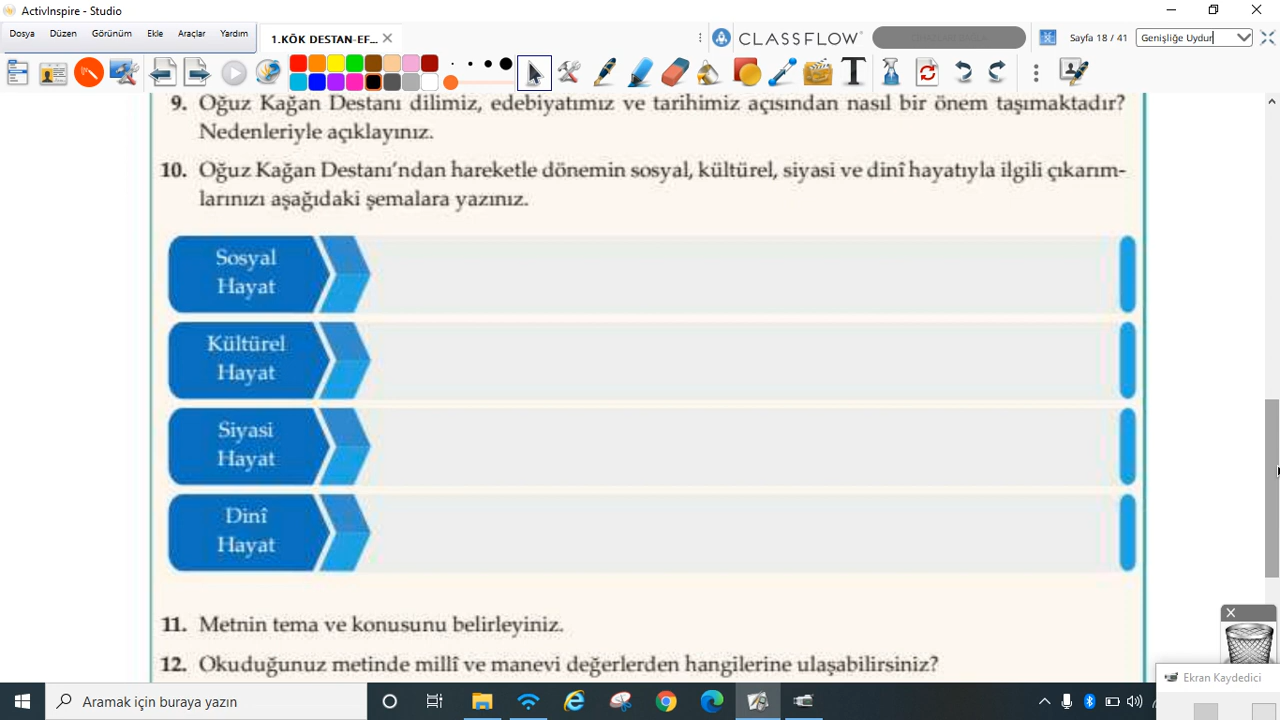 ActivInspire - Studio
Dosya Düzen Görünüm Ekle Araçlar Yardım
1.KÖK DESTAN-EF...
CLASSFLOW
Sayfa 18 / 41
Genişliğe Uydur
9. Oğuz Kağan Destanı dilimiz, edebiyatımız ve tarihimiz açısından nasıl bir önem taşımaktadır?
Nedenleriyle açıklayınız.
10. Oğuz Kağan Destanı'ndan hareketle dönemin sosyal, kültürel, siyasi ve dinî hayatıyla ilgili çıkarım-
larınızı aşağıdaki şemalara yazınız.
Sosyal
Hayat
Kültürel
Hayat
Siyasi
Hayat
Dinî
Hayat
11. Metnin tema ve konusunu belirleyiniz.
12. Okuduğunuz metinde millî ve manevi değerlerden hangilerine ulaşabilirsiniz?
Ekran Kaydedici
Aramak için buraya yazın